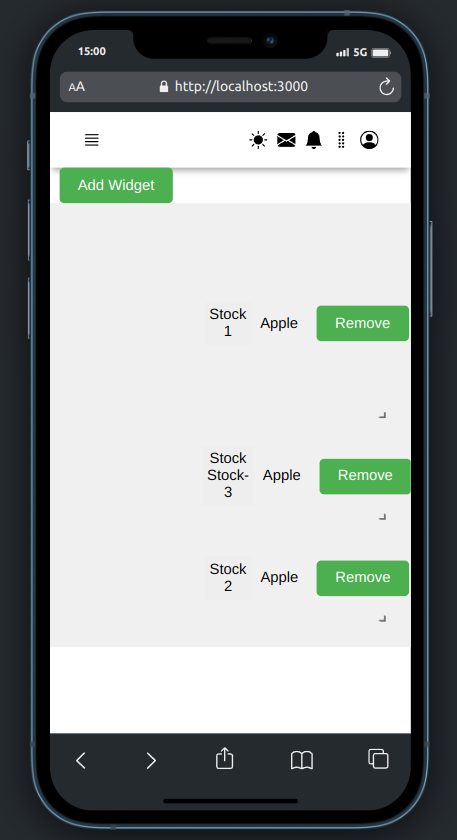 15:00
5G
AA http://localhost:3000
Add Widget
Stock
1
Apple
Remove
Stock
Stock-
3
Apple
Remove
Stock
2
Apple
Remove